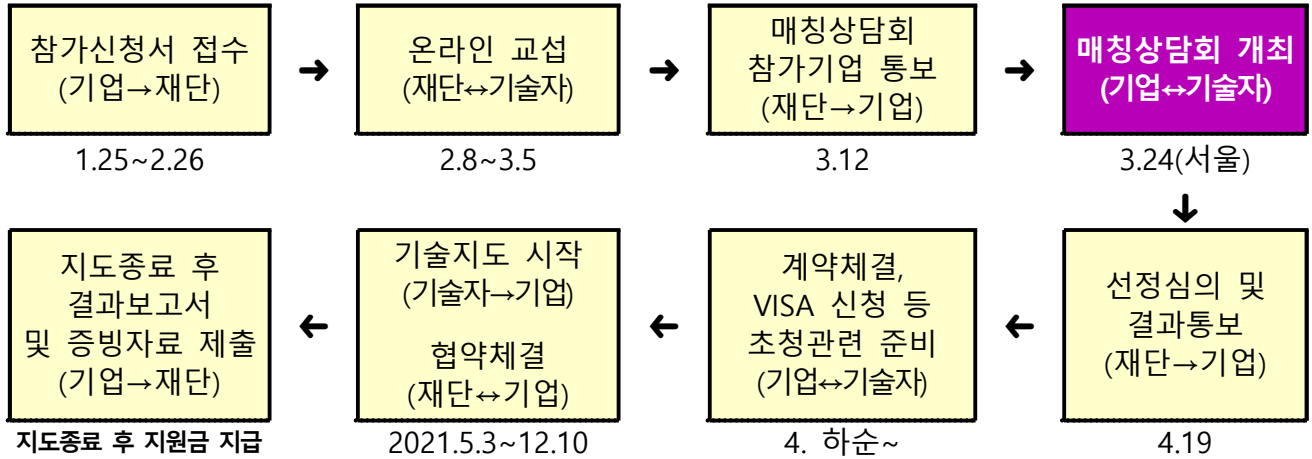 참가신청서 접수
(기업→재단)
1.25~2.26
온라인 교섭
(재단↔기술자)
2.8~3.5
매칭상담회
참가기업 통보
(재단→기업)
3.12
매칭상담회 개최
(기업↔기술자)
3.24(서울)
선정심의 및
결과통보
(재단→기업)
4.19
계약체결,
VISA 신청 등
초청관련 준비
(기업↔기술자)
4. 하순~
기술지도 시작
(기술자→기업)
협약체결
(재단↔기업)
2021.5.3~12.10
지도종료 후
결과보고서
및 증빙자료 제출
(기업→재단)
지도종료 후 지원금 지급